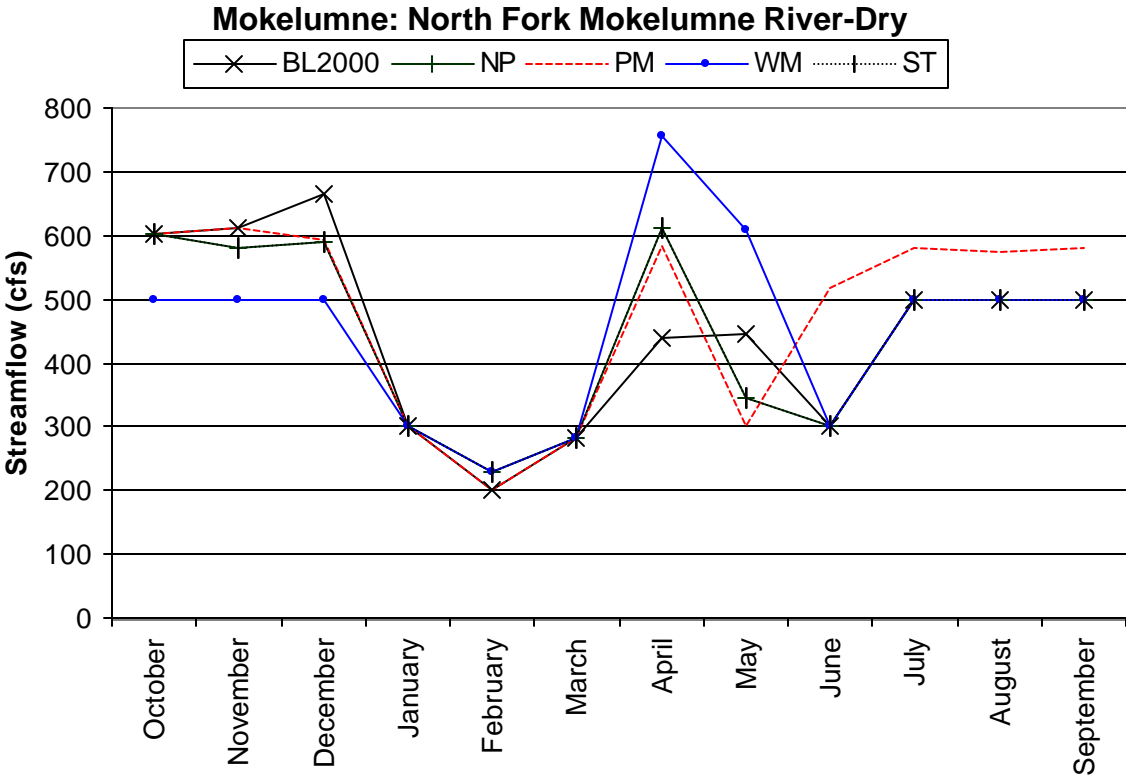 Mokelumne: North Fork Mokelumne River-Dry
BL2000 NP PM WM ST
800
700
600
500
400
300
200
100
0
Streamflow (cfs)
October
November
December
January
February
March
April
May
June
July
August
September